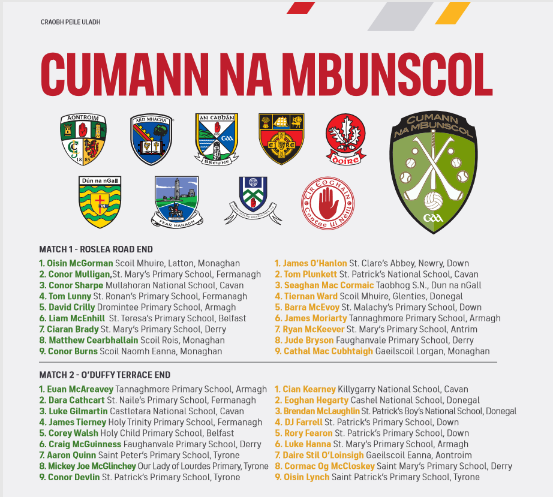 CRAOBH PEILE ULADH
CUMANN NA MBUNSCOL
AONTROIM
ARD MHACHA
AN CABHÁN
GAA
BREIFNE
doire
CUMANN
NA MBUNSCOL
GAA
Dún na nGall
FEAR MANACH
TÍR EOGHAIN
MATCH 1 - ROSLEA ROAD END
1. Oisin McGorman Scoil Mhuire, Latton, Monaghan
2. Conor Mulligan,St. Mary's Primary School, Fermanagh
3. Conor Sharpe Mullahoran National School, Cavan
4. Tom Lunny St. Ronan's Primary School, Fermanagh
5. David Crilly Dromintee Primary School, Armagh
6. Liam McEnhill St. Teresa's Primary School, Belfast
7. Ciaran Brady St. Mary's Primary School, Derry
8. Matthew Cearbhallain Scoil Rois, Monaghan
9. Conor Burns Scoil Naomh Eanna, Monaghan
1. James O'Hanlon St. Clare's Abbey, Newry, Down
2. Tom Plunkett St. Patrick's National School, Cavan
3. Seaghan Mac Cormaic Taobhog S.N., Dun na nGall
4. Tiernan Ward Scoil Mhuire, Glenties, Donegal
5. Barra McEvoy St. Malachy's Primary School, Down
6. James Moriarty Tannaghmore Primary School, Armagh
7. Ryan McKeever St. Mary's Primary School, Antrim
8. Jude Bryson Faughanvale Primary School, Derry
9. Cathal Mac Cubhtaigh Gaeilscoil Lorgan, Monaghan
MATCH 2 - O'DUFFY TERRACE END
1. Euan McAreavey Tannaghmore Primary School, Armagh
2. Dara Cathcart St. Naile's Primary School, Fermanagh
3. Luke Gilmartin Castletara National School, Cavan
4. James Tierney Holy Trinity Primary School, Fermanagh
5. Corey Walsh Holy Child Primary School, Belfast
6. Craig McGuinness Faughanvale Primary School, Derry
7. Aaron Quinn Saint Peter's Primary School, Tyrone
8. Mickey Joe McGlinchey Our Lady of Lourdes Primary, Tyrone
9. Conor Devlin St. Patrick's Primary School, Tyrone
1. Cian Kearney Killygarry National School, Cavan
2. Eoghan Hegarty Cashel National School, Donegal
3. Brendan McLaughlin St. Patrick's Boy's National School, Donegal
4. DJ Farrell St. Patrick's Primary School, Down
5. Rory Fearon St. Patrick's Primary School, Down
6. Luke Hanna St. Mary's Primary School, Armagh
7. Daire Stil O'Loinsigh Gaeilscoil Eanna, Aontroim
8. Cormac Og McCloskey Saint Mary's Primary School, Derry
9. Oisin Lynch Saint Patrick's Primary School, Tyrone